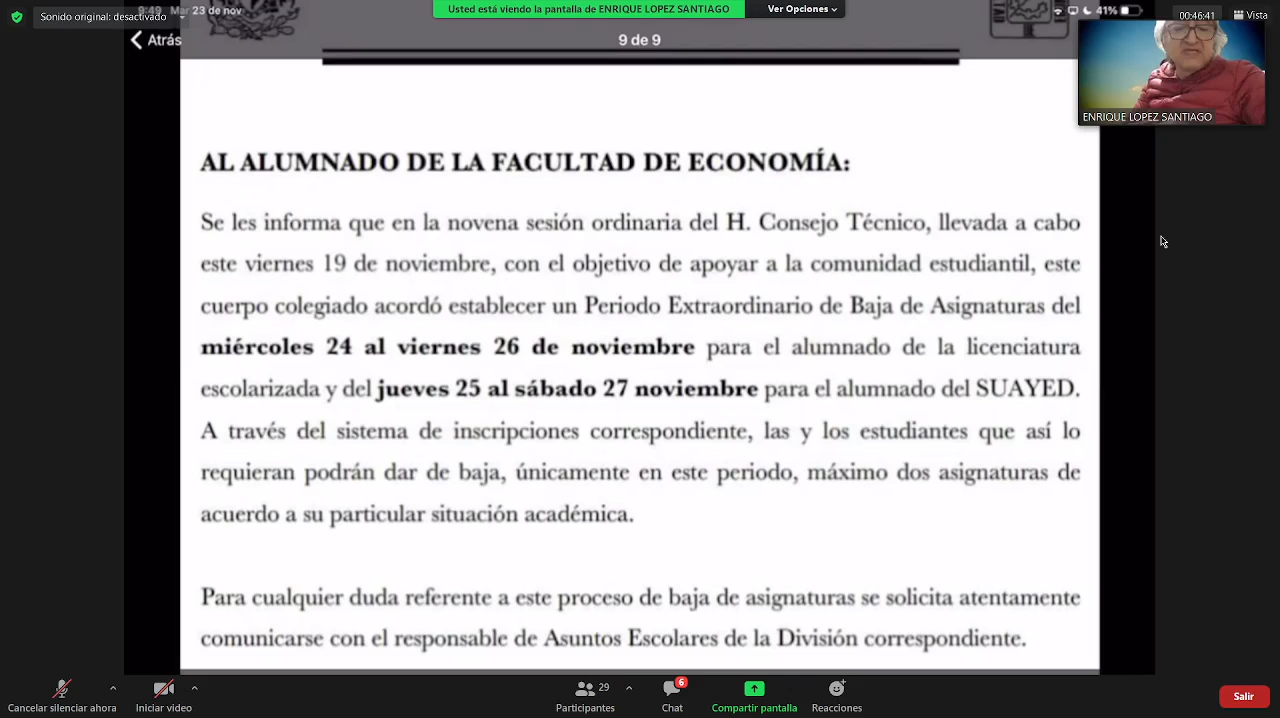 Sonido original: desactivado
9:49 Mar 23 de nov
Usted está viendo la pantalla de ENRIQUE LOPEZ SANTIAGO
Ver Opciones
41%
00:46:41
Vista
Atrás
9 de 9
ENRIQUE LOPEZ SANTIAGO
AL ALUMNADO DE LA FACULTAD DE ECONOMÍA:
Se les informa que en la novena sesión ordinaria del H. Consejo Técnico, llevada a cabo
este viernes 19 de noviembre, con el objetivo de apoyar a la comunidad estudiantil, este
cuerpo colegiado acordó establecer un Periodo Extraordinario de Baja de Asignaturas del
miércoles 24 al viernes 26 de noviembre para el alumnado de la licenciatura
escolarizada y del jueves 25 al sábado 27 noviembre para el alumnado del SUAYED.
A través del sistema de inscripciones correspondiente, las y los estudiantes que así lo
requieran podrán dar de baja, únicamente en este periodo, máximo dos asignaturas de
acuerdo a su particular situación académica.
Para cualquier duda referente a este proceso de baja de asignaturas se solicita atentamente
comunicarse con el responsable de Asuntos Escolares de la División correspondiente.
Cancelar silenciar ahora
Iniciar video
29
Participantes
6
Chat
Compartir pantalla
Reacciones
Salir